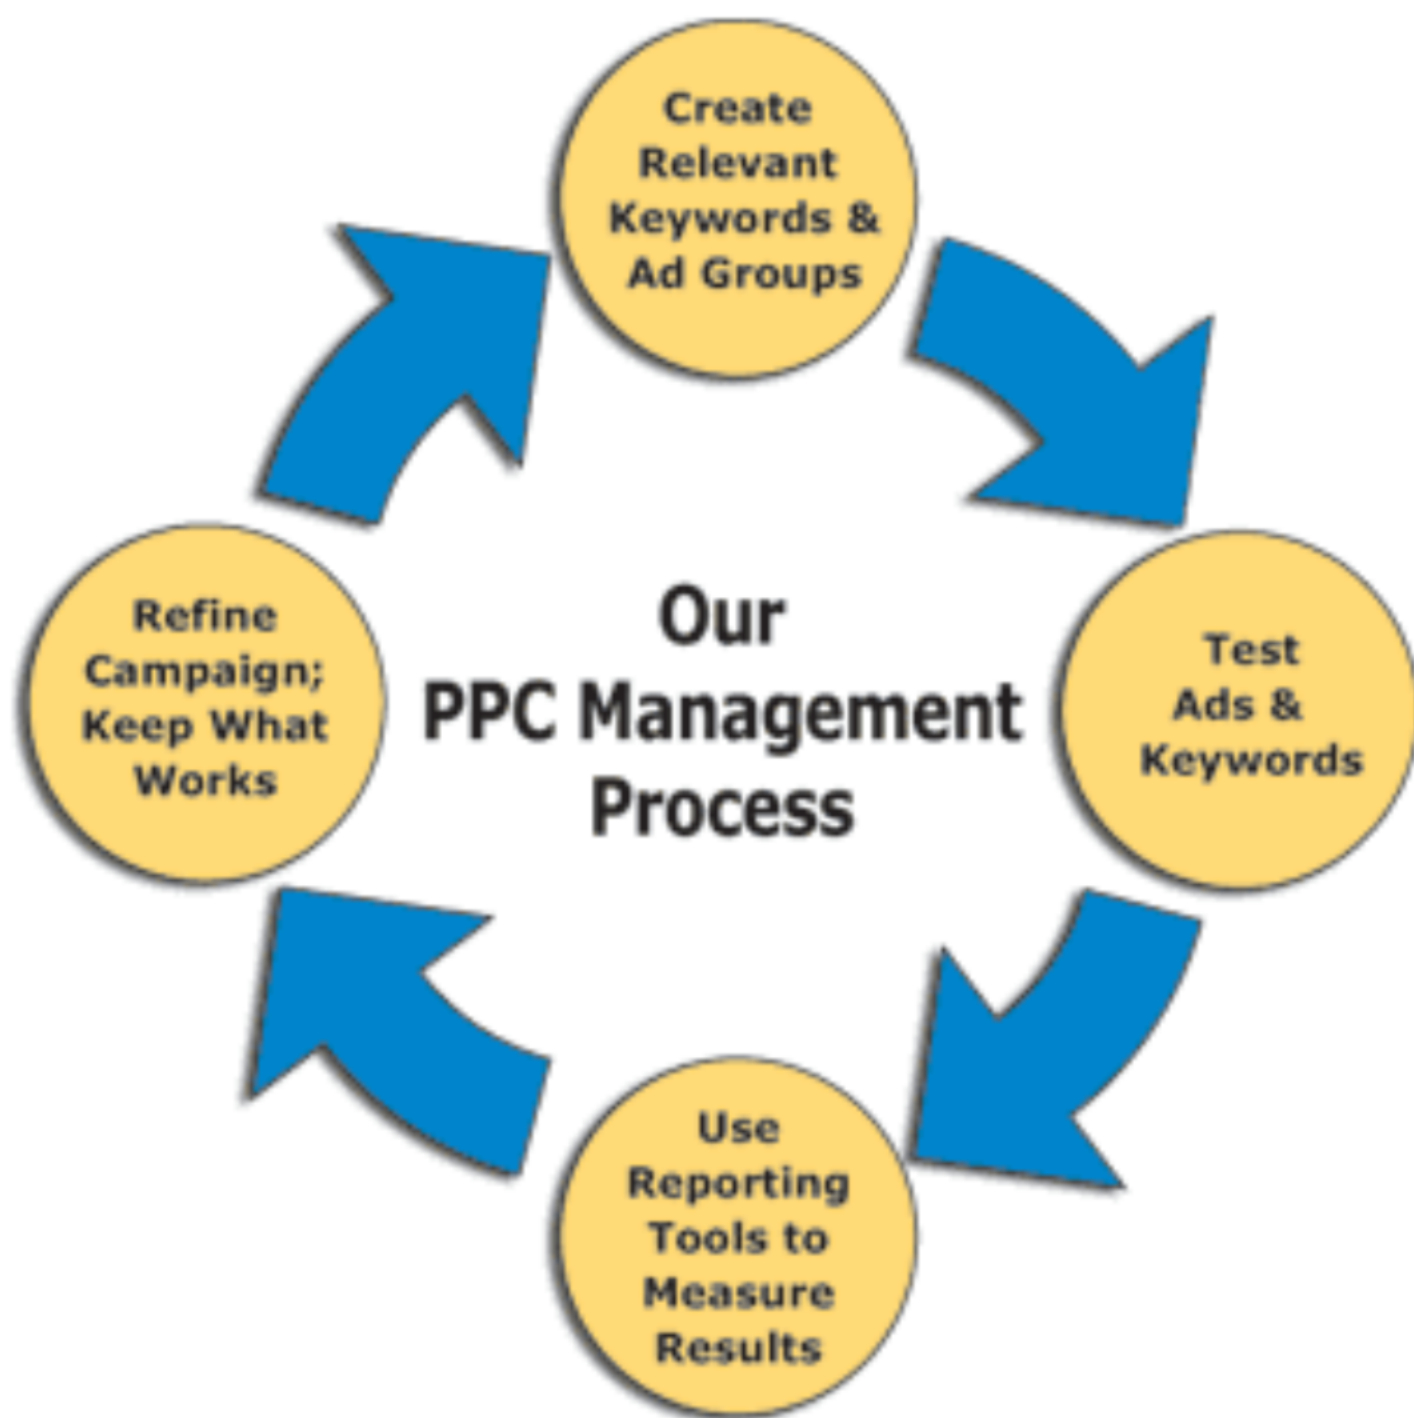 Create
Relevant
Keywords &
Ad Groups
Test
Ads &
Keywords
Use
Reporting
Tools to
Measure
Results
Refine
Campaign;
Keep What
Works
Our
PPC Management
Process